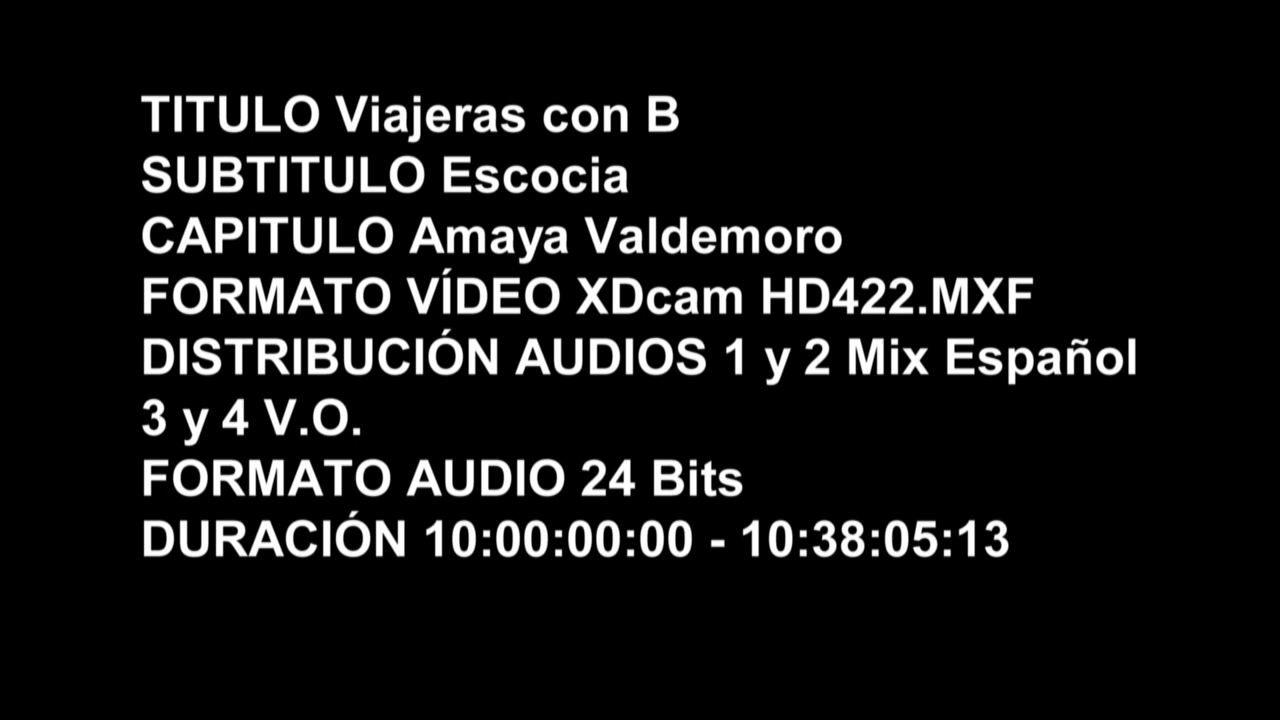 TITULO Viajeras con B
SUBTITULO Escocia
CAPITULO Amaya Valdemoro
FORMATO VÍDEO XDcam HD422.MXF
DISTRIBUCIÓN AUDIOS 1 y 2 Mix Español
3 y 4 V.O.
FORMATO AUDIO 24 Bits
DURACIÓN 10:00:00:00 - 10:38:05:13